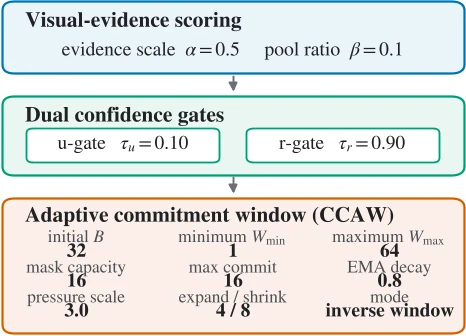 Visual-evidence scoring
evidence scale α = 0.5 pool ratio β = 0.1
Dual confidence gates
u-gate τu = 0.10 r-gate τr = 0.90
Adaptive commitment window (CCAW)
initial B minimum Wmin maximum Wmax
32 1 64
mask capacity max commit EMA decay
16 16 0.8
pressure scale expand / shrink mode
3.0 4 / 8 inverse window